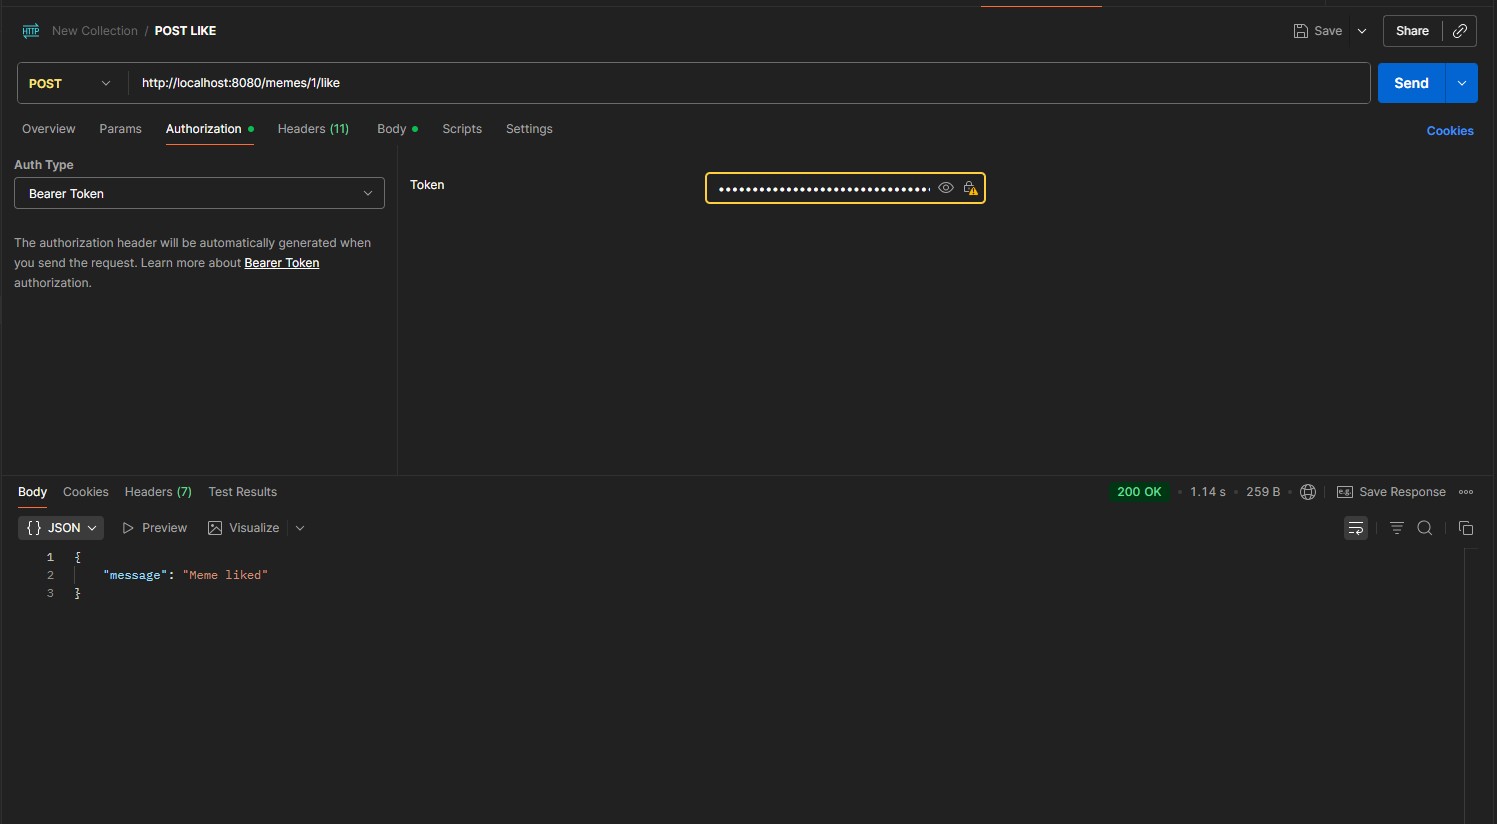 HTTP New Collection / POST LIKE Save Share
POST http://localhost:8080/memes/1/like Send
Overview Params Authorization Headers (11) Body Scripts Settings Cookies
Auth Type
Bearer Token
Token
The authorization header will be automatically generated when
you send the request. Learn more about Bearer Token
authorization.
Body Cookies Headers (7) Test Results 200 OK • 1.14 s • 259 B • e.g. Save Response
{} JSON Preview Visualize
1 {
2 "message": "Meme liked"
3 }